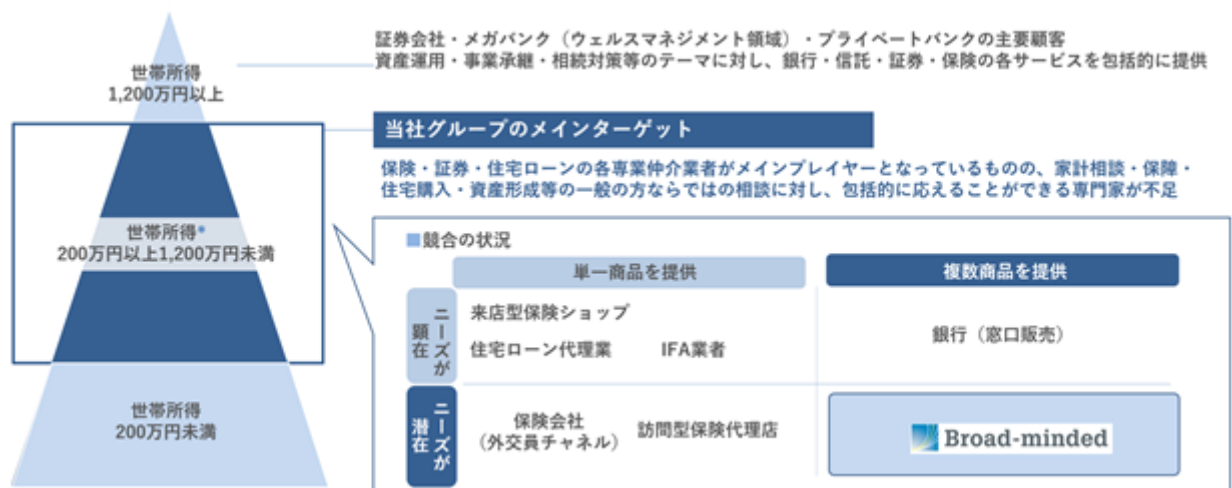 証券会社・メガバンク（ウェルスマネジメント領域）・プライベートバンクの主要顧客
資産運用・事業承継・相続対策等のテーマに対し、銀行・信託・証券・保険の各サービスを包括的に提供
世帯所得
1,200万円以上
当社グループのメインターゲット
保険・証券・住宅ローンの各専業仲介業者がメインプレイヤーとなっているものの、家計相談・保障・
住宅購入・資産形成等の一般の方ならではの相談に対し、包括的に応えることができる専門家が不足
世帯所得*
200万円以上1,200万円未満
世帯所得
200万円未満
■競合の状況
単一商品を提供
複数商品を提供
ニーズが
顕在
来店型保険ショップ
住宅ローン代理業
IFA業者
銀行（窓口販売）
ニーズが
潜在
保険会社
（外交員チャネル）
訪問型保険代理店
Broad-minded